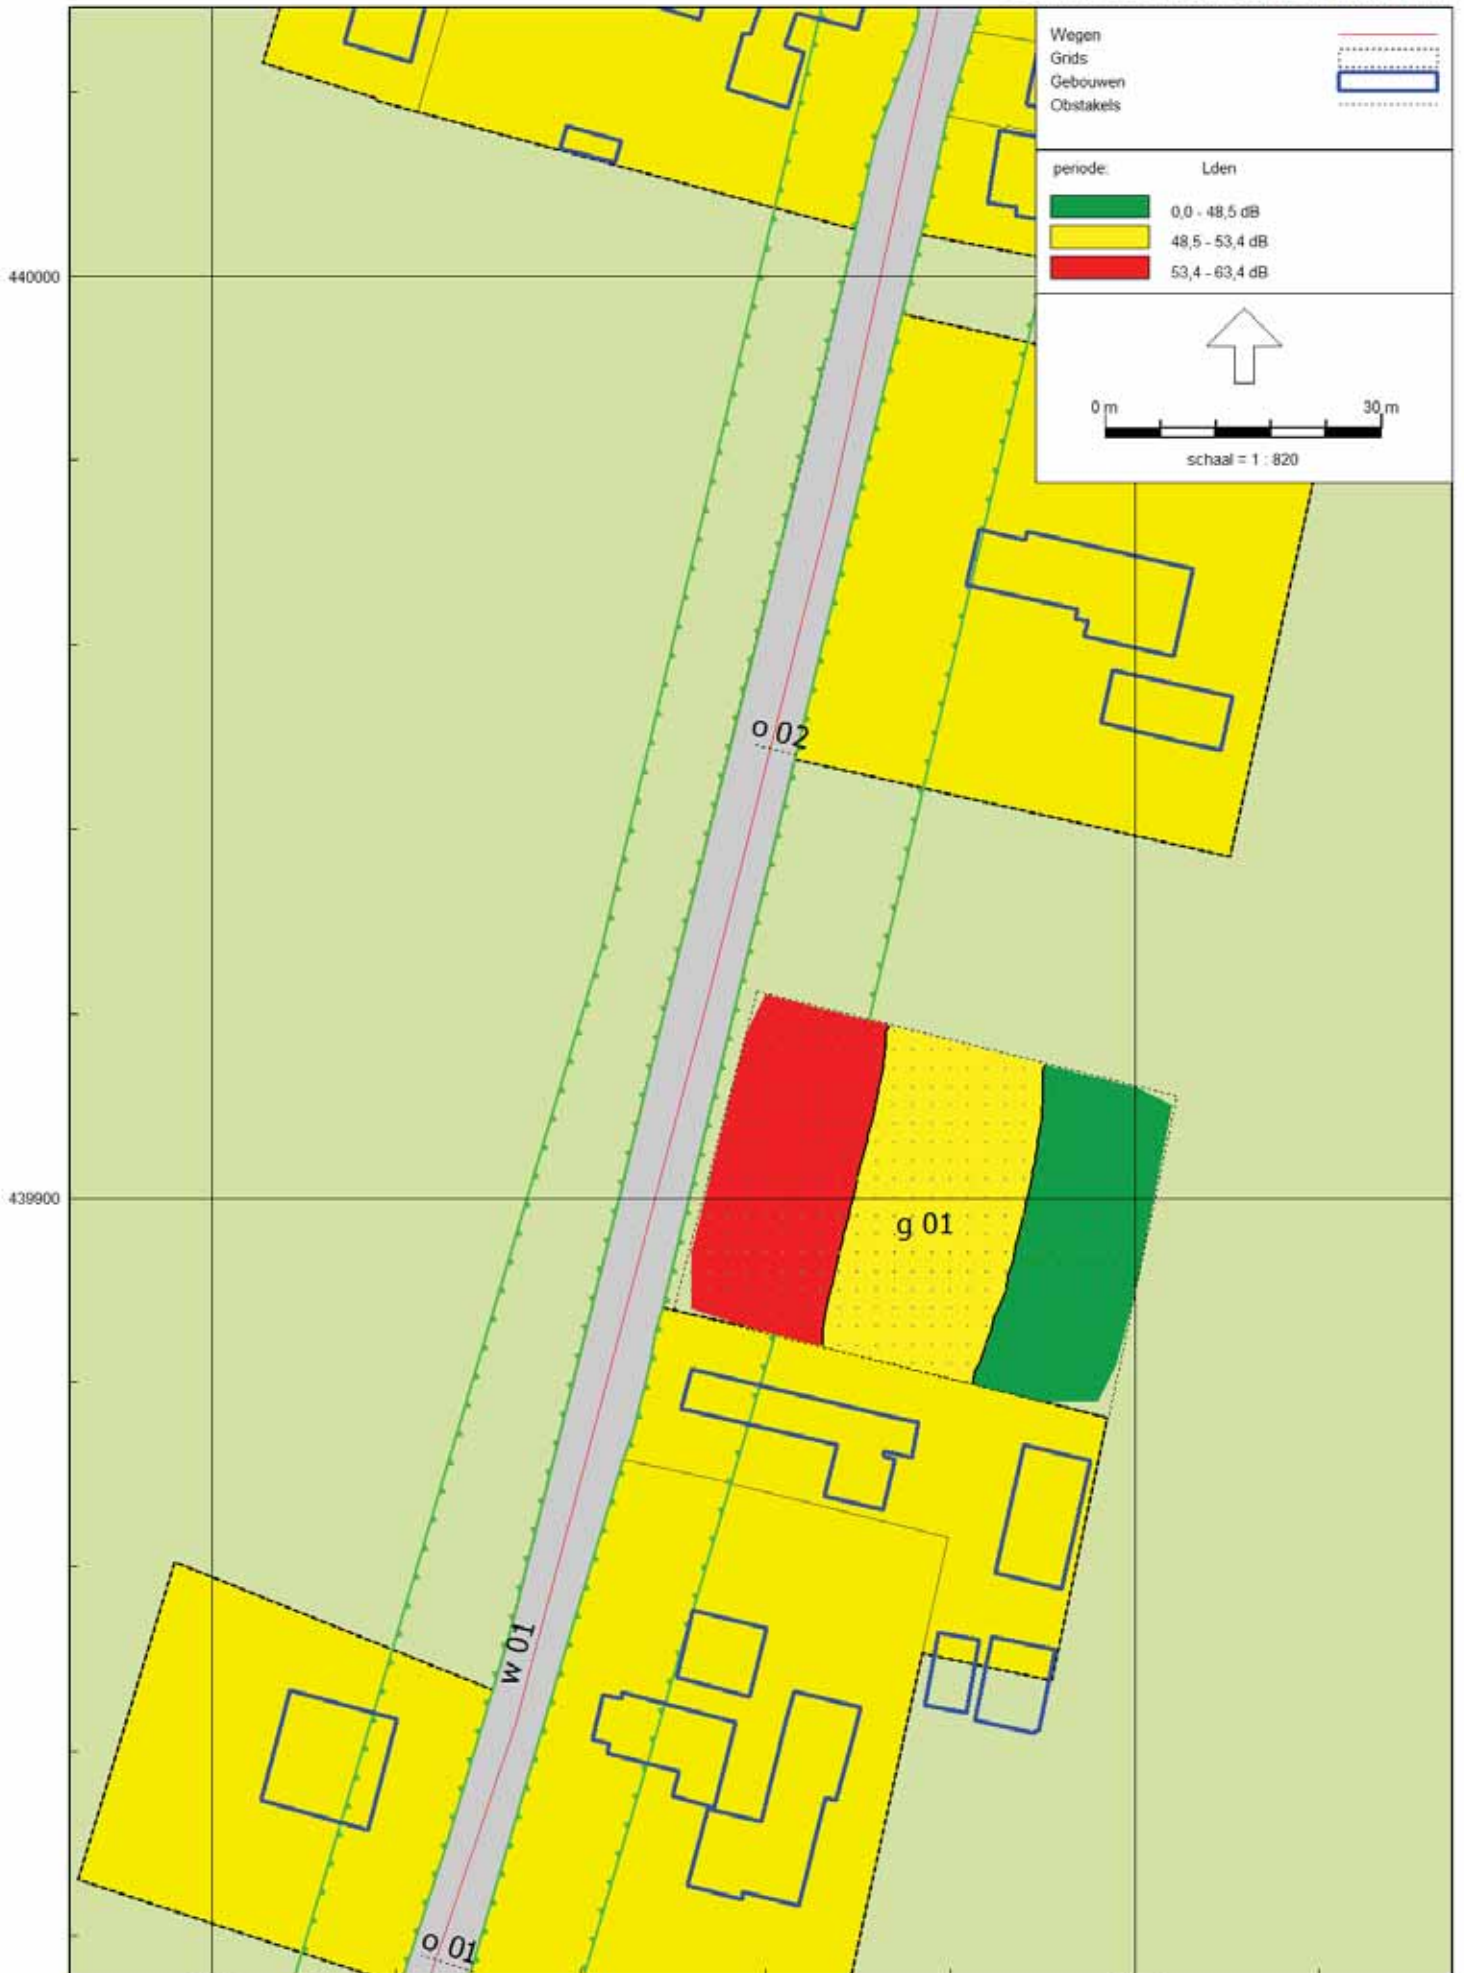 Wegen
Grids
Gebouwen
Obstakels
periode: Lden
0,0 - 48,5 dB
48,5 - 53,4 dB
53,4 - 63,4 dB
0 m 30 m
schaal = 1 : 820
440000
o 02
439900
g 01
w 01
o 01